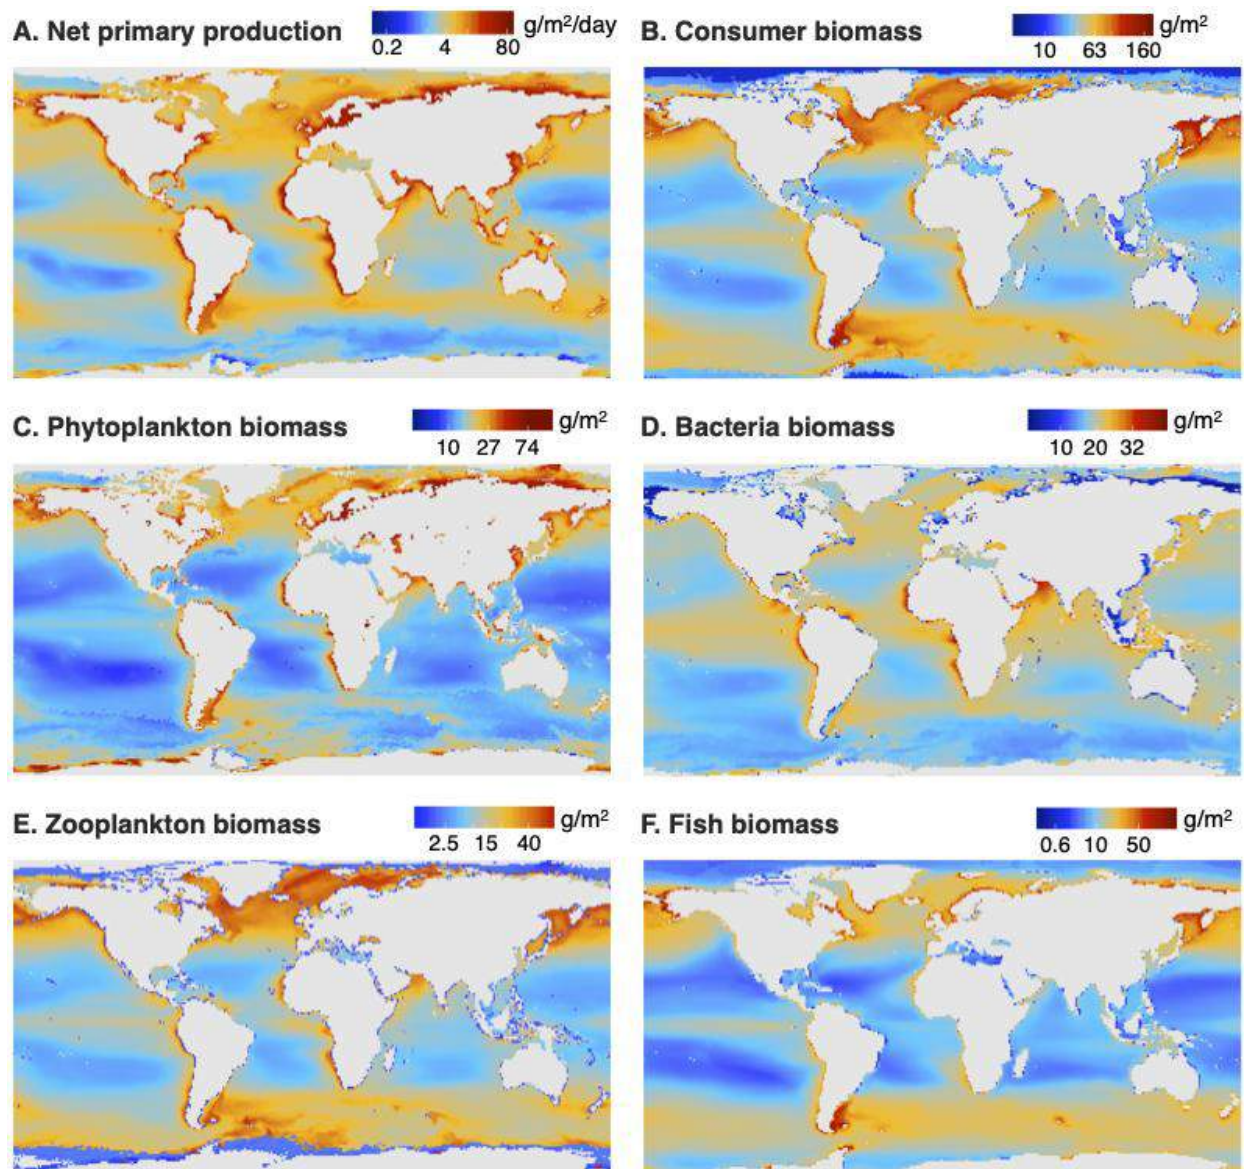 A. Net primary production g/m²/day
0.2 4 80
B. Consumer biomass g/m²
10 63 160
C. Phytoplankton biomass g/m²
10 27 74
D. Bacteria biomass g/m²
10 20 32
E. Zooplankton biomass g/m²
2.5 15 40
F. Fish biomass g/m²
0.6 10 50